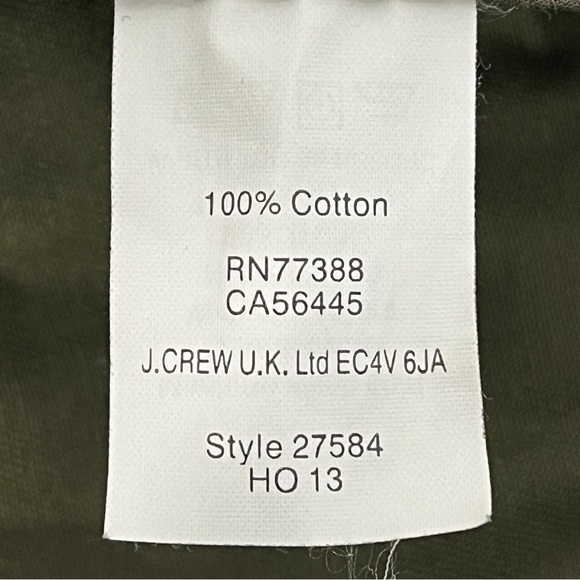 100% Cotton
RN77388
CA56445
J.CREW U.K. Ltd EC4V 6JA
Style 27584
HO 13